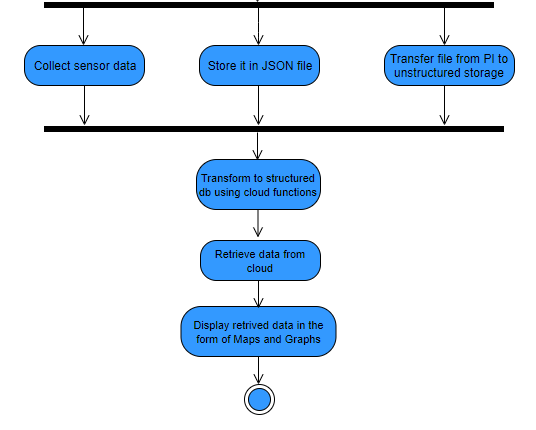 Collect sensor data
Store it in JSON file
Transfer file from PI to
unstructured storage
Transform to structured
db using cloud functions
Retrieve data from
cloud
Display retrived data in the
form of Maps and Graphs